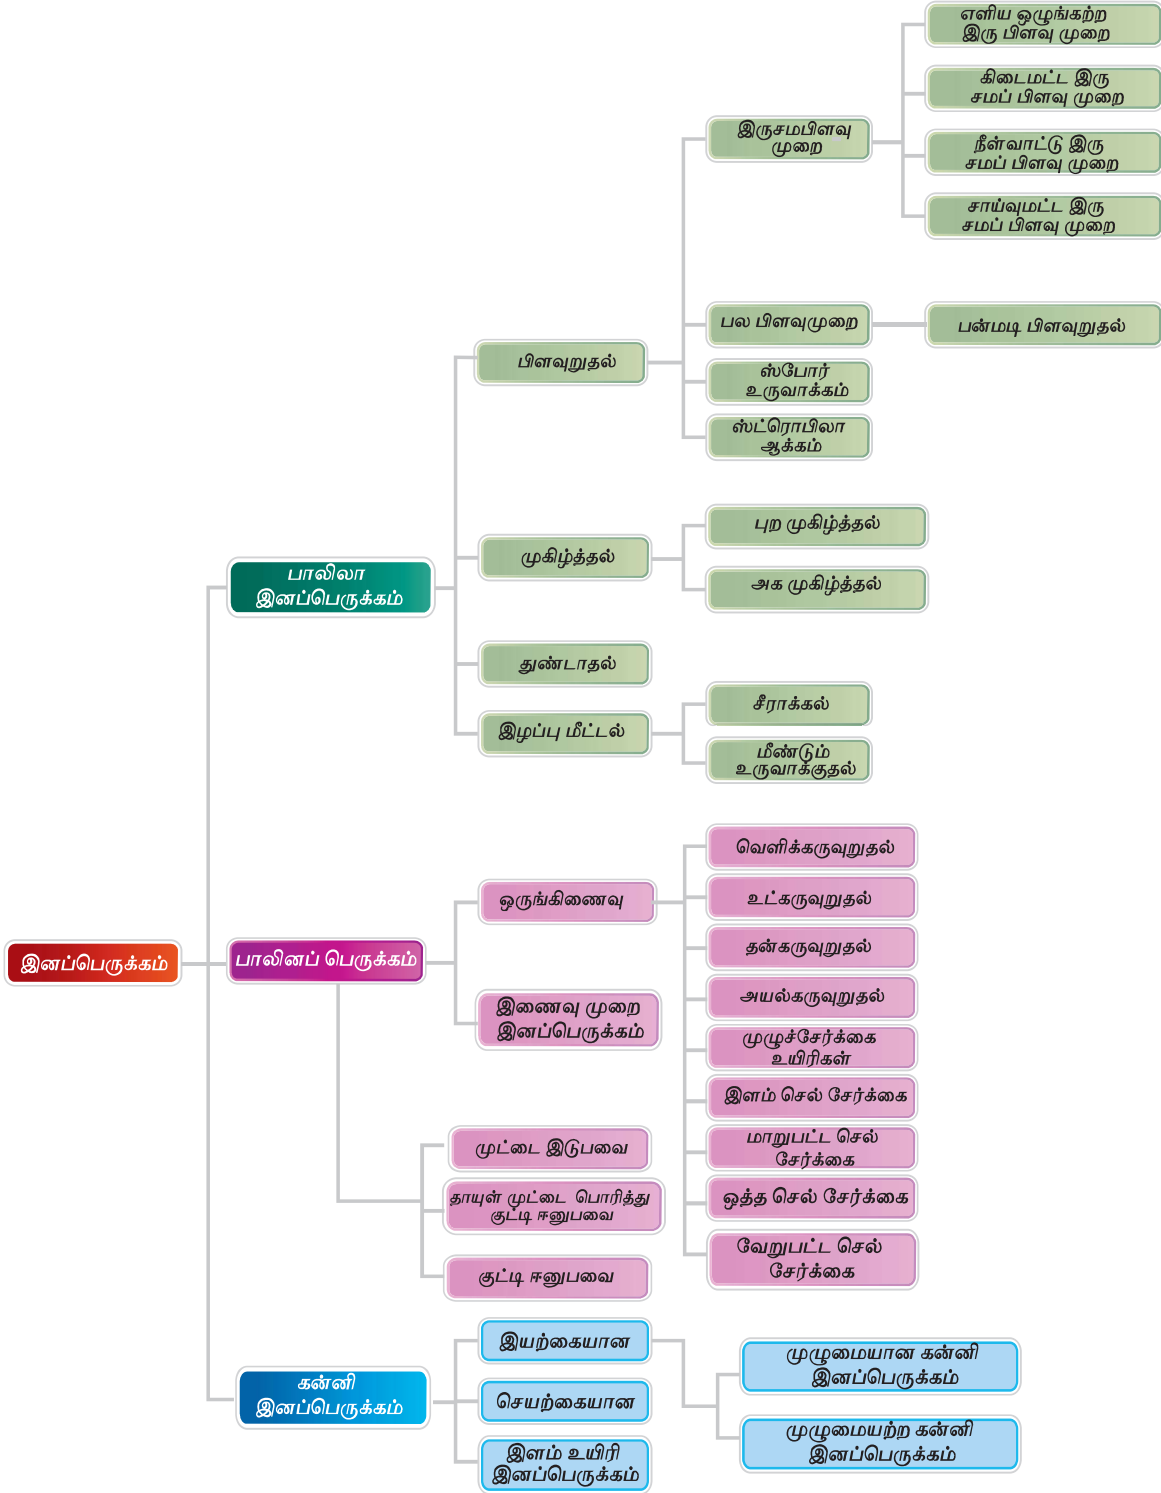 எளிய ஒழுங்கற்ற
இரு பிளவு முறை
கிடைமட்ட இரு
சமப் பிளவு முறை
இருசமபிளவு
முறை
நீள்வாட்டு இரு
சமப் பிளவு முறை
சாய்வுமட்ட இரு
சமப் பிளவு முறை
பல பிளவுமுறை
பன்மடி பிளவுறுதல்
பிளவுறுதல்
ஸ்போர்
உருவாக்கம்
ஸ்ட்ரொபிலா
ஆக்கம்
புற முகிழ்த்தல்
முகிழ்த்தல்
அக முகிழ்த்தல்
பாலிலா
இனப்பெருக்கம்
துண்டாதல்
சீராக்கல்
இழப்பு மீட்டல்
மீண்டும்
உருவாக்குதல்
வெளிக்கருவுறுதல்
ஒருங்கிணைவு
உட்கருவுறுதல்
தன்கருவுறுதல்
இனப்பெருக்கம்
பாலினப் பெருக்கம்
அயல்கருவுறுதல்
இணைவு முறை
இனப்பெருக்கம்
முழுச்சேர்க்கை
உயிரிகள்
இளம் செல் சேர்க்கை
முட்டை இடுபவை
மாறுபட்ட செல்
சேர்க்கை
தாயுள் முட்டை பொரித்து
குட்டி ஈனுபவை
ஒத்த செல் சேர்க்கை
வேறுபட்ட செல்
சேர்க்கை
குட்டி ஈனுபவை
இயற்கையான
முழுமையான கன்னி
இனப்பெருக்கம்
கன்னி
இனப்பெருக்கம்
செயற்கையான
முழுமையற்ற கன்னி
இனப்பெருக்கம்
இளம் உயிரி
இனப்பெருக்கம்